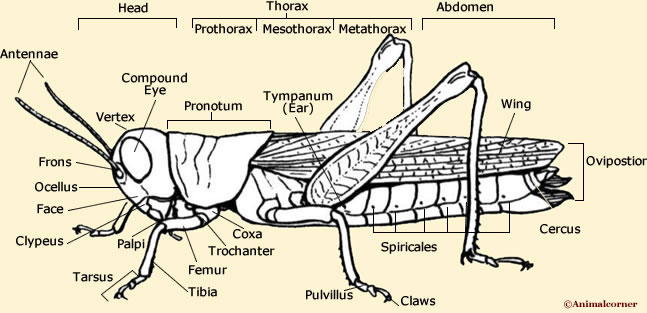 Head
Thorax
Abdomen
Prothorax
Mesothorax
Metathorax
Antennae
Compound
Eye
Vertex
Pronotum
Tympanum
(Ear)
Wing
Frons
Ocellus
Face
Clypeus
Palpi
Coxa
Trochanter
Femur
Tarsus
Tibia
Pulvillus
Claws
Spiricales
Ovipostior
Cercus
©Animalcorner